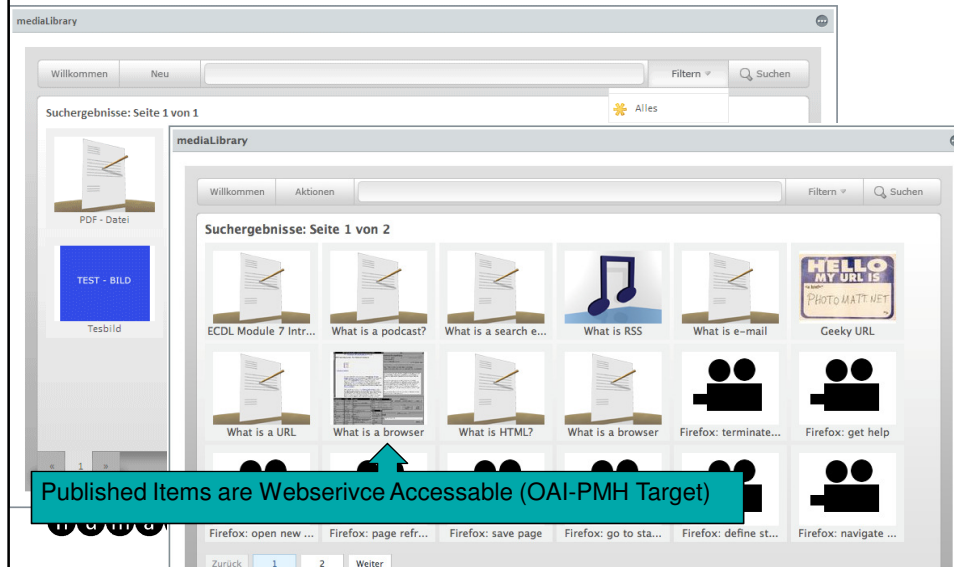 mediaLibrary
Willkommen Neu Filtern Suchen
Alles
Suchergebnisse: Seite 1 von 1
PDF - Datei
TEST - BILD
Tesbild
« 1 »
mediaLibrary
Willkommen Aktionen Filtern Suchen
Suchergebnisse: Seite 1 von 2
HELLO
MY URL IS
PHOTOMATT.NET
ECDL Module 7 Intr... What is a podcast? What is a search e... What is RSS What is e-mail Geeky URL
What is a URL What is a browser What is HTML? What is a browser Firefox: terminate... Firefox: get help
Published Items are Webserivce Accessable (OAI-PMH Target)
Firefox: open new ... Firefox: page refr... Firefox: save page Firefox: go to sta... Firefox: define st... Firefox: navigate ...
Zurück 1 2 Weiter